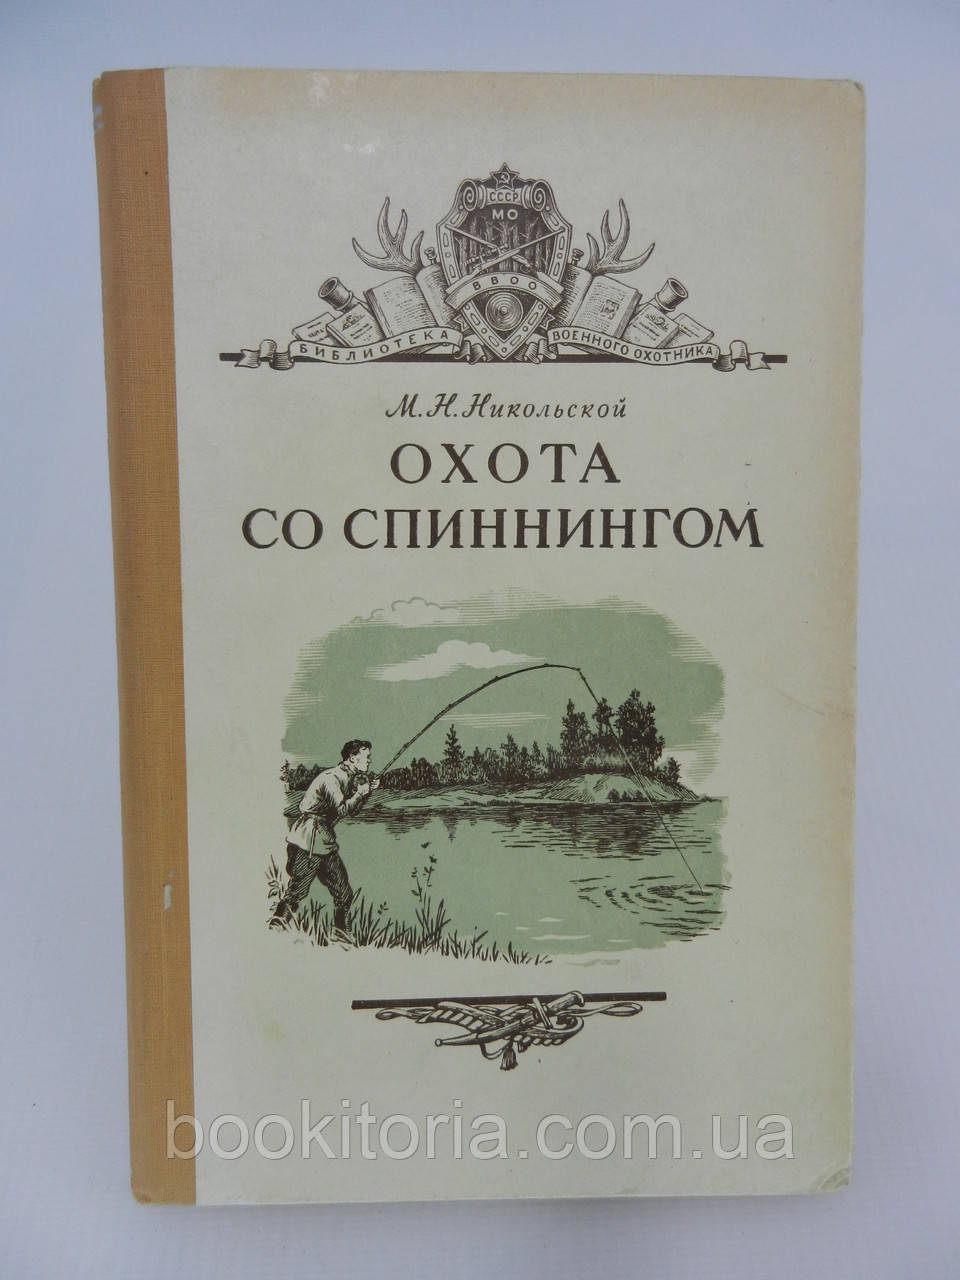 СССР
МО
ВВОО
БИБЛИОТЕКА ВОЕННОГО ОХОТНИКА
М. Н. Никольской
ОХОТА
СО СПИННИНГОМ
bookitoria.com.ua